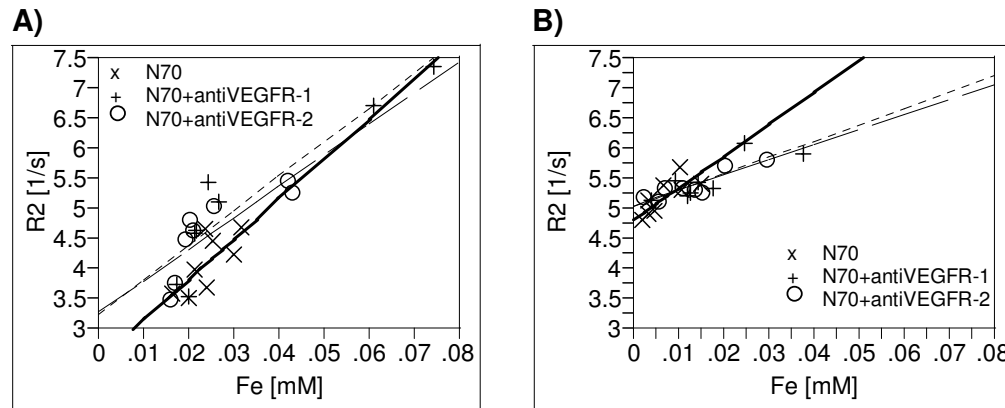 A)
7.5
7
6.5
6
5.5
5
4.5
4
3.5
3
R2 [1/s]
x N70
+ N70+antiVEGFR-1
O N70+antiVEGFR-2
0 .01 .02 .03 .04 .05 .06 .07 .08
Fe [mM]
B)
7.5
7
6.5
6
5.5
5
4.5
4
3.5
3
R2 [1/s]
x N70
+ N70+antiVEGFR-1
O N70+antiVEGFR-2
0 .01 .02 .03 .04 .05 .06 .07 .08
Fe [mM]